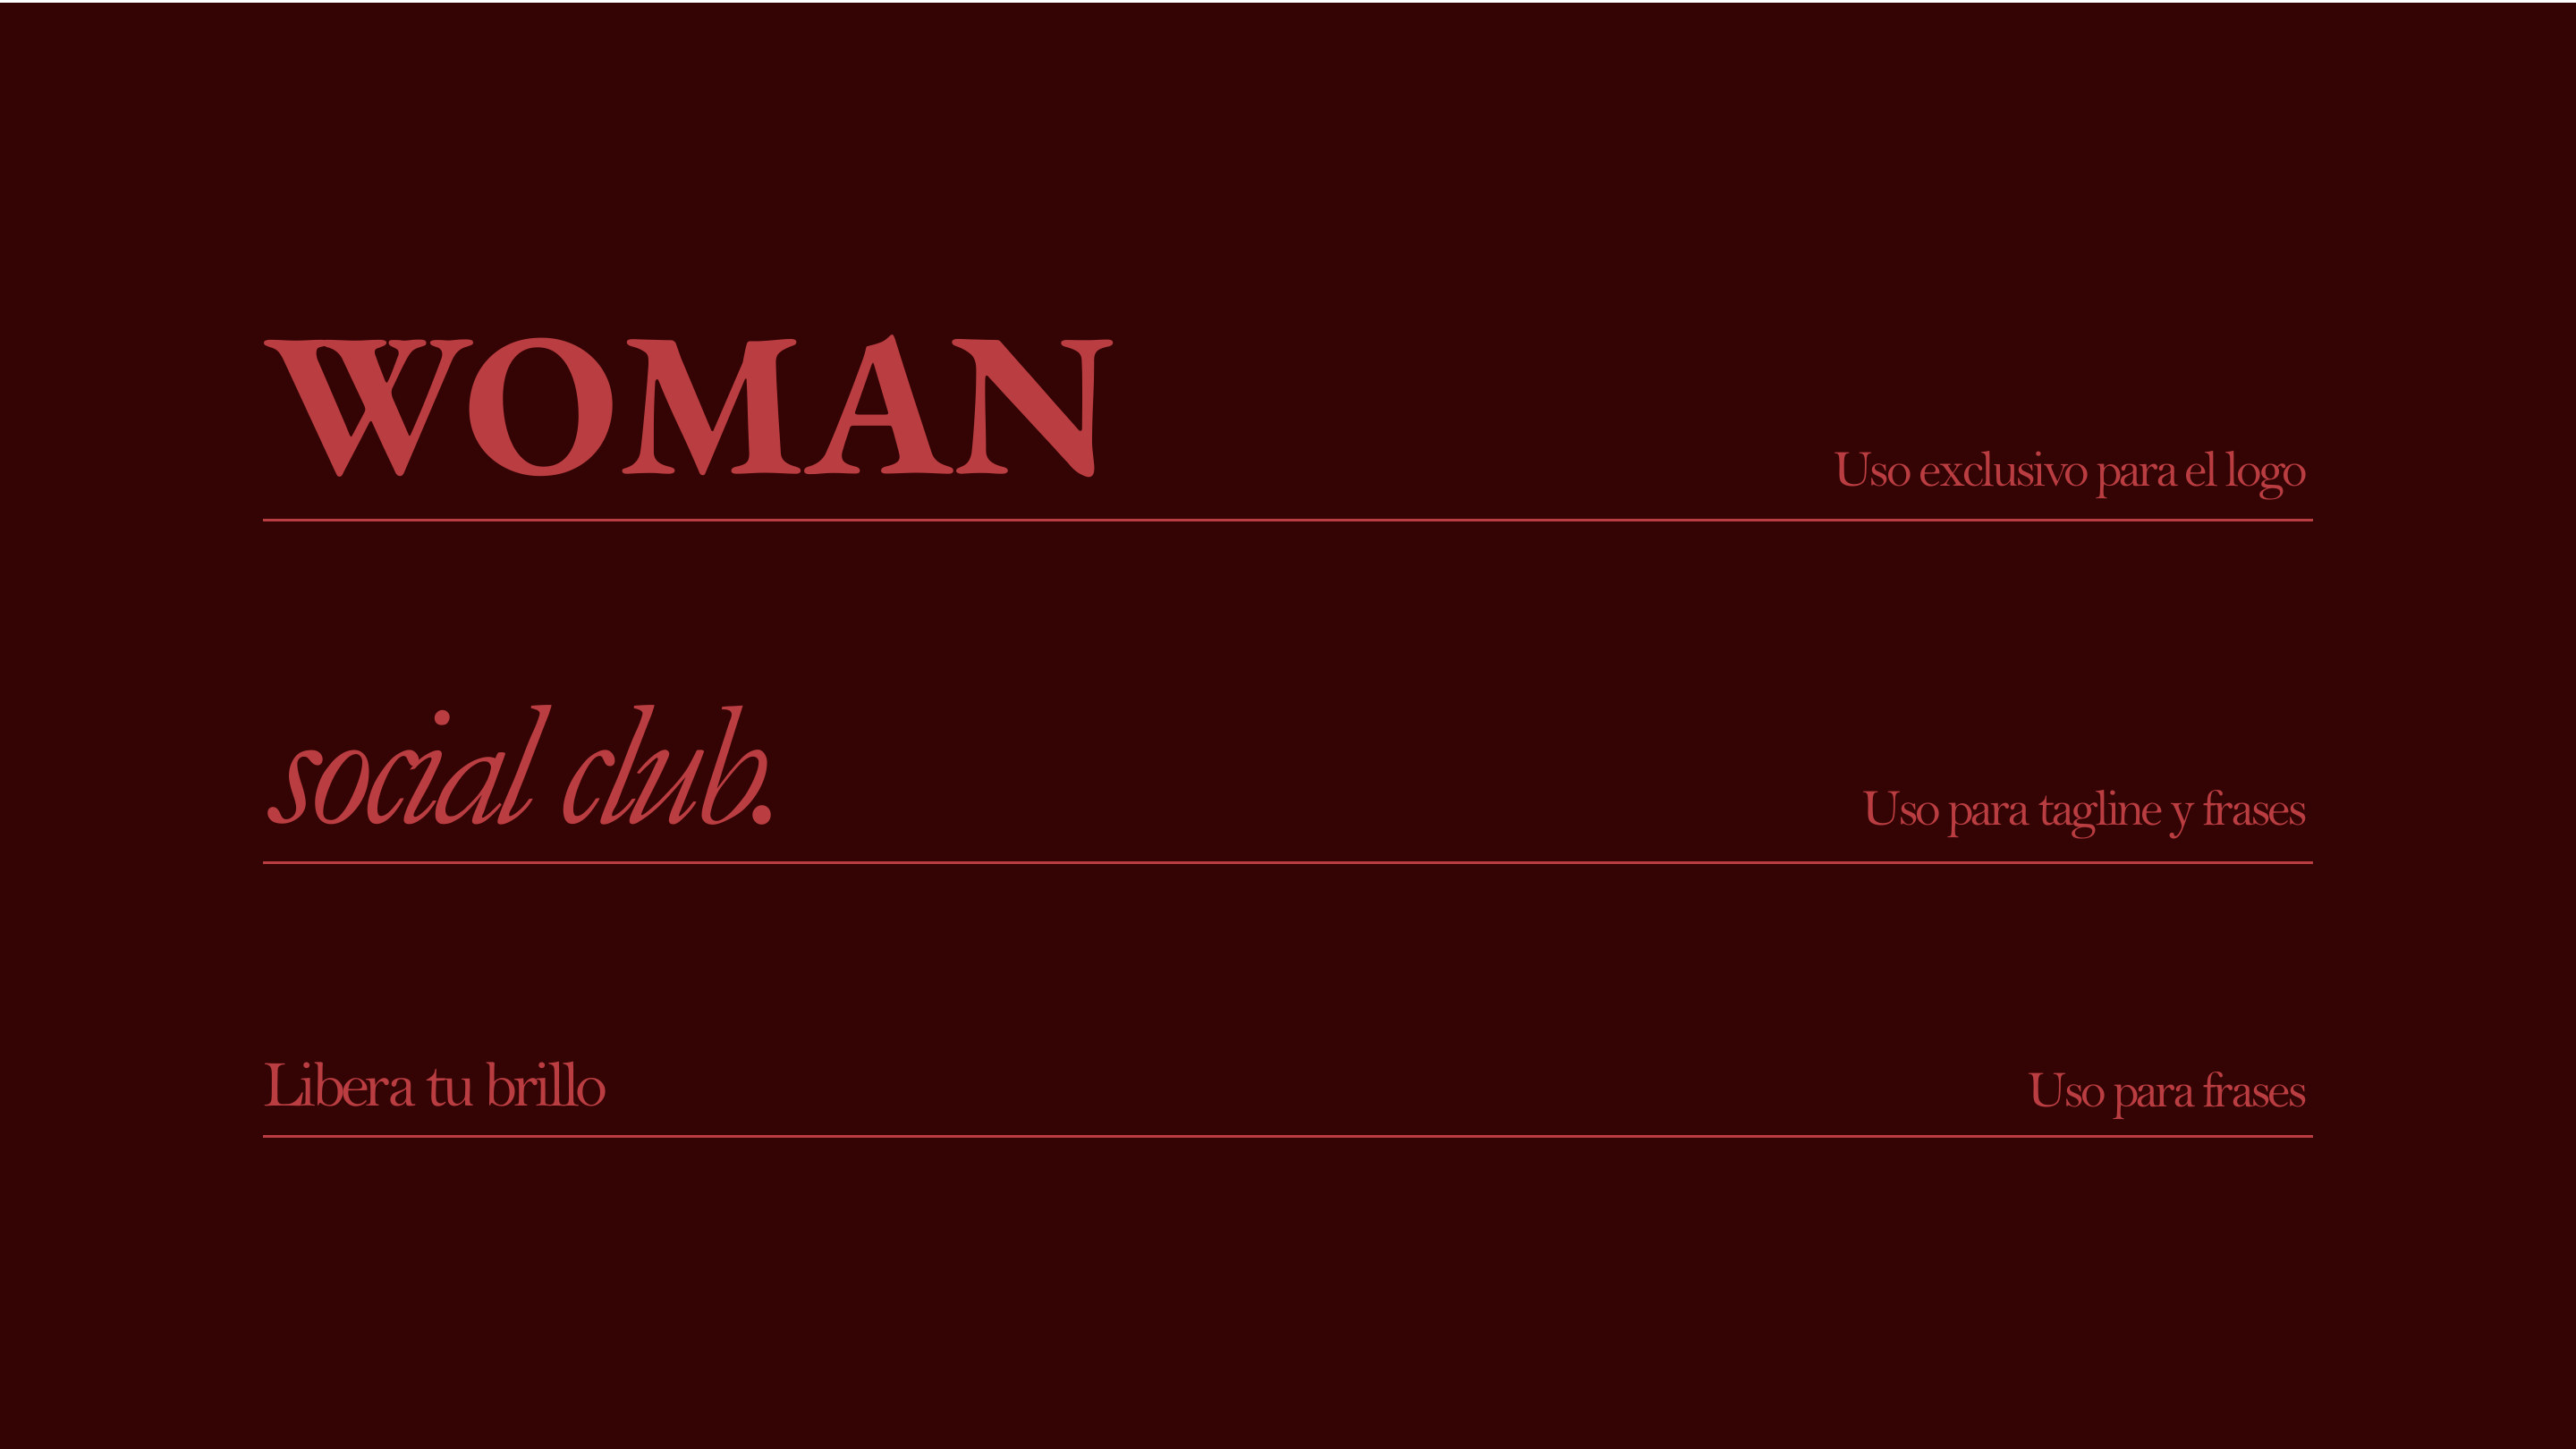 WOMAN
Uso exclusivo para el logo
social club.
Uso para tagline y frases
Libera tu brillo
Uso para frases